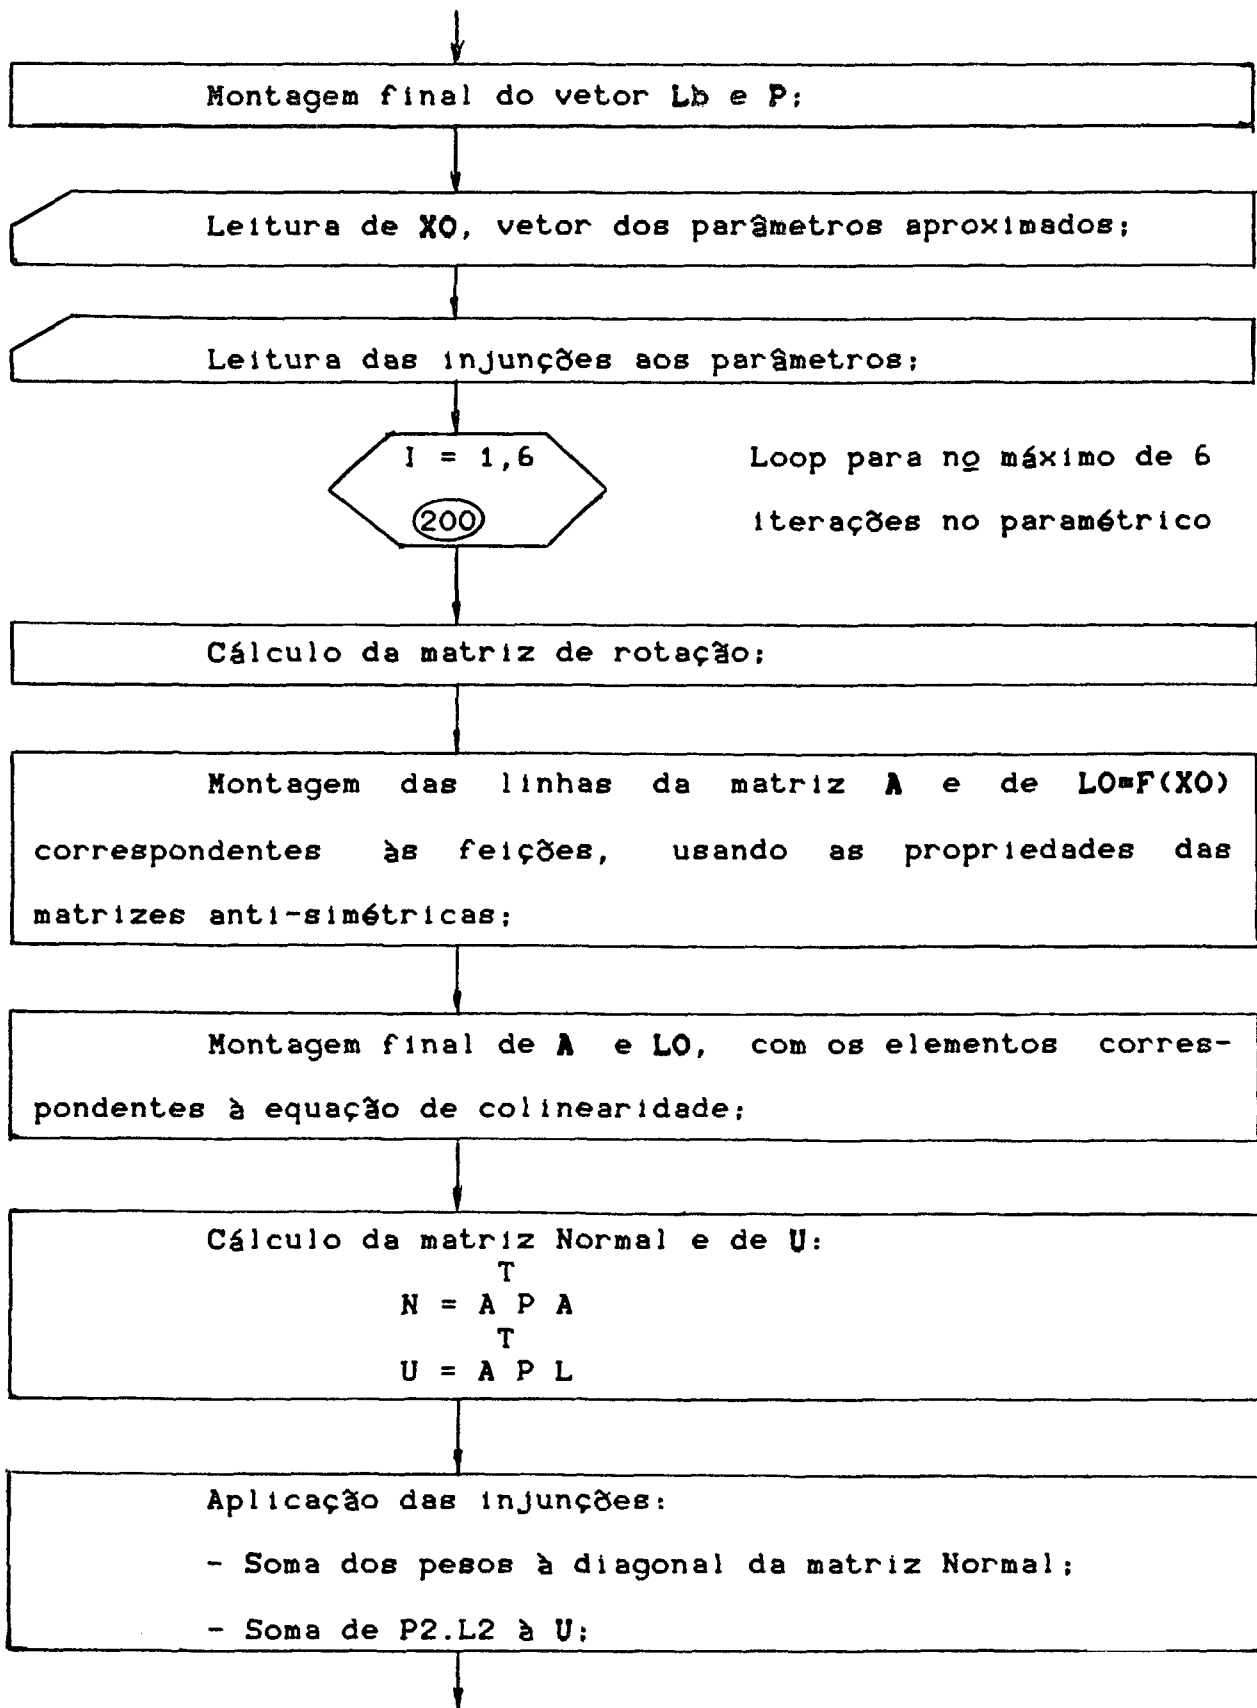 Montagem final do vetor Lb e P;
Leitura de X0, vetor dos parâmetros aproximados;
Leitura das injunções aos parâmetros;
I = 1,6
200
Loop para no máximo de 6
iterações no paramétrico
Cálculo da matriz de rotação;
Montagem das linhas da matriz A e de L0=F(X0)
correspondentes às feições, usando as propriedades das
matrizes anti-simétricas;
Montagem final de A e L0, com os elementos corres-
pondentes à equação de colinearidade;
Cálculo da matriz Normal e de U:
T
N = A P A
T
U = A P L
Aplicação das injunções:
- Soma dos pesos à diagonal da matriz Normal;
- Soma de P2.L2 à U;